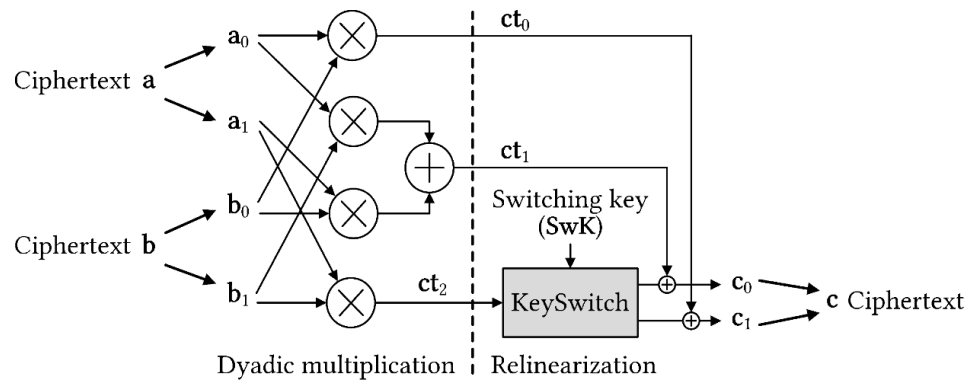 ct₀
a₀
Ciphertext a
a₁
ct₁
Switching key
(SwK)
b₀
Ciphertext b
b₁
ct₂
KeySwitch
c₀
c Ciphertext
c₁
Dyadic multiplication
Relinearization